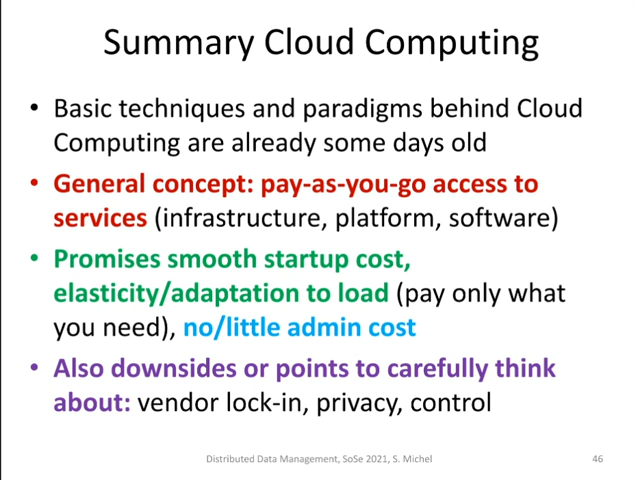 Summary Cloud Computing
• Basic techniques and paradigms behind Cloud
Computing are already some days old
• General concept: pay-as-you-go access to
services (infrastructure, platform, software)
• Promises smooth startup cost,
elasticity/adaptation to load (pay only what
you need), no/little admin cost
• Also downsides or points to carefully think
about: vendor lock-in, privacy, control
Distributed Data Management, SoSe 2021, S. Michel
46